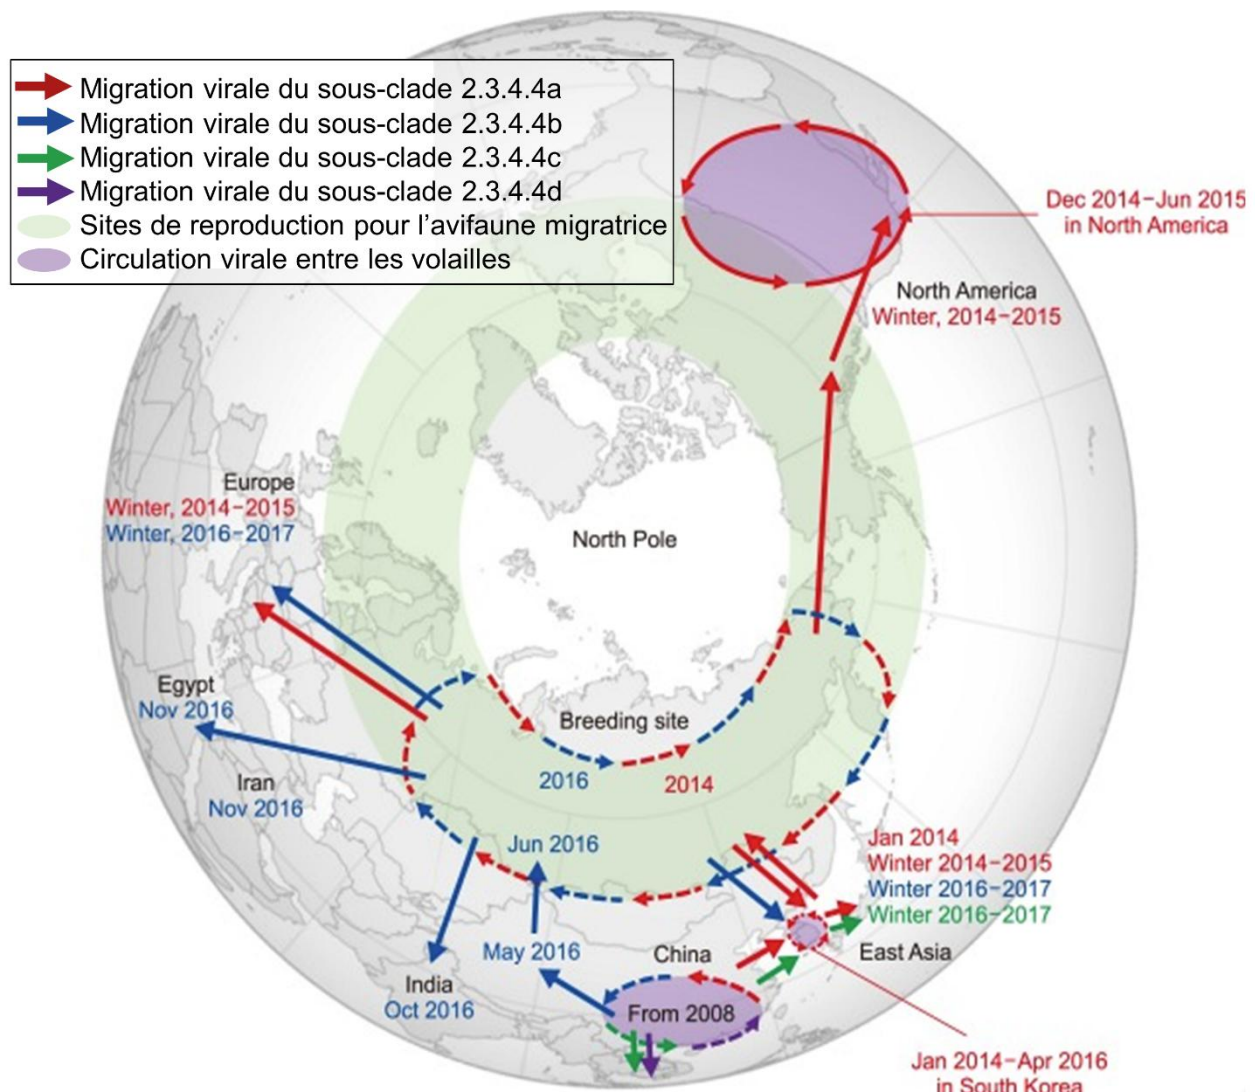 Migration virale du sous-clade 2.3.4.4a
Migration virale du sous-clade 2.3.4.4b
Migration virale du sous-clade 2.3.4.4c
Migration virale du sous-clade 2.3.4.4d
Sites de reproduction pour l'avifaune migratrice
Circulation virale entre les volailles
Dec 2014–Jun 2015
in North America
North America
Winter, 2014–2015
Europe
Winter, 2014–2015
Winter, 2016–2017
North Pole
Egypt
Nov 2016
Iran
Nov 2016
Breeding site
2016
2014
Jun 2016
Jan 2014
Winter 2014–2015
Winter 2016–2017
Winter 2016–2017
East Asia
May 2016
China
India
Oct 2016
From 2008
Jan 2014–Apr 2016
in South Korea